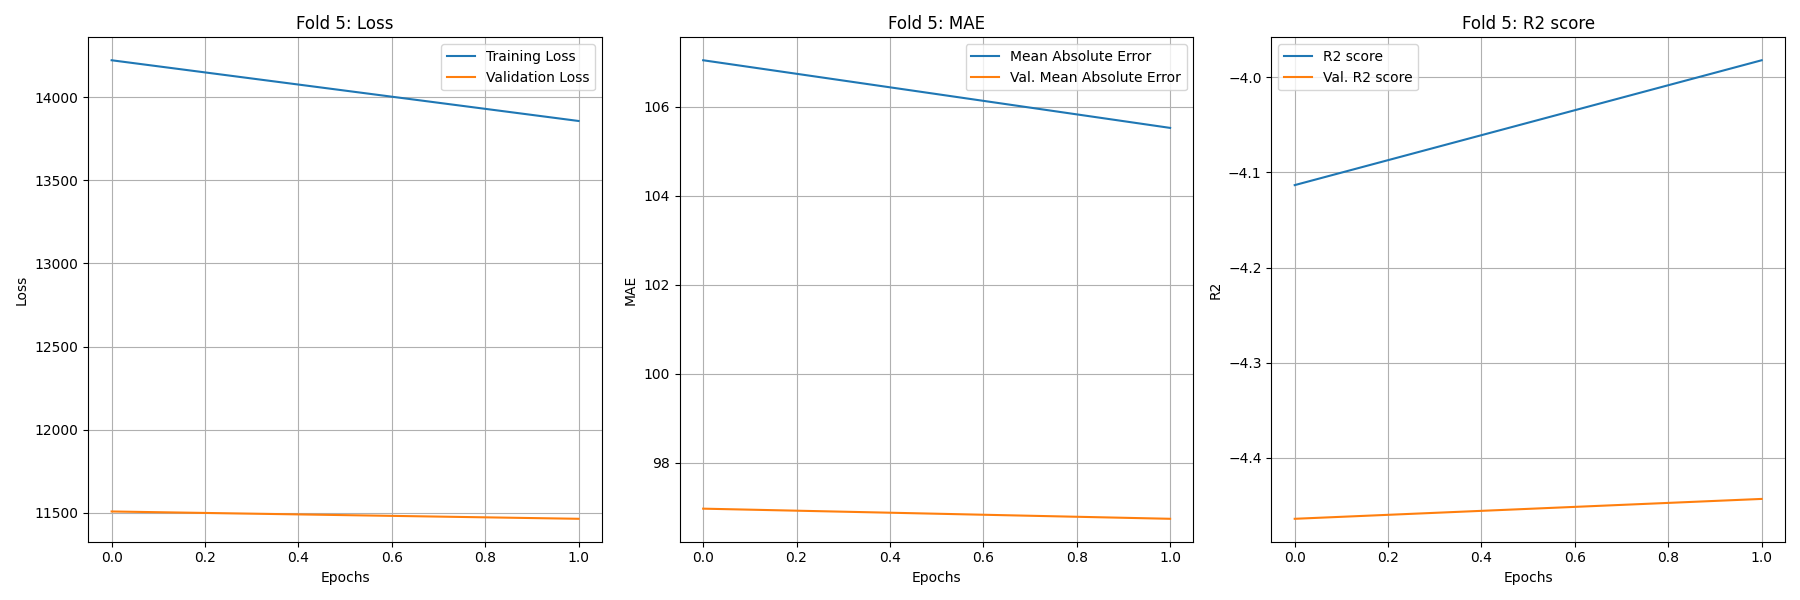 Fold 5: Loss
Training Loss
Validation Loss
14000
13500
13000
12500
12000
11500
Loss
0.0 0.2 0.4 0.6 0.8 1.0
Epochs
Fold 5: MAE
Mean Absolute Error
Val. Mean Absolute Error
106
104
102
100
98
MAE
0.0 0.2 0.4 0.6 0.8 1.0
Epochs
Fold 5: R2 score
R2 score
Val. R2 score
−4.0
−4.1
−4.2
−4.3
−4.4
R2
0.0 0.2 0.4 0.6 0.8 1.0
Epochs